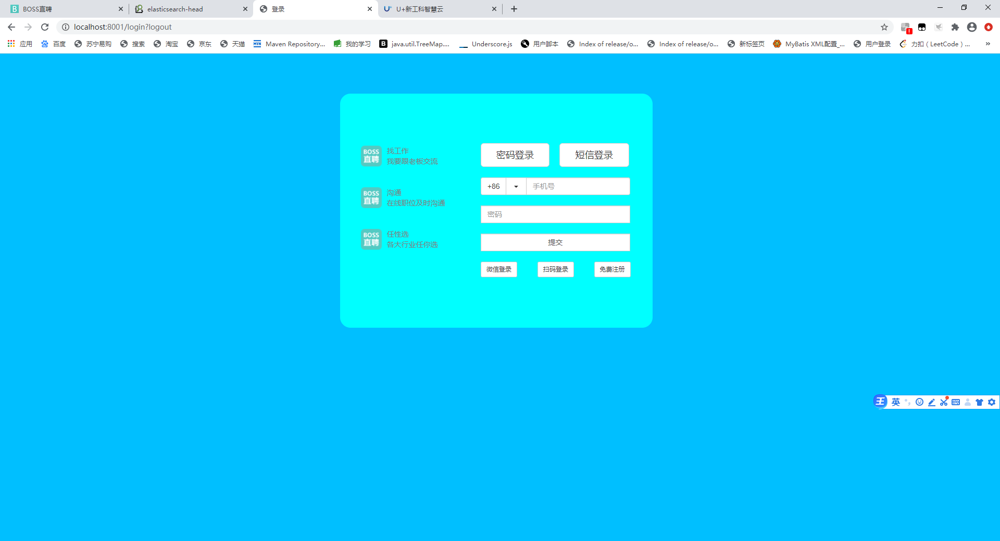 BOSS直聘
elasticsearch-head
登录
U+新工科智慧云
localhost:8001/login?logout
应用
百度
苏宁易购
搜索
淘宝
京东
天猫
Maven Repository...
我的学习
java.util.TreeMap....
Underscore.js
用户脚本
Index of release/o...
Index of release/o...
新标签页
MyBatis XML配置_...
用户登录
力扣（LeetCode）...
BOSS直聘
找工作
我要跟老板交流
BOSS直聘
沟通
在线职位及时沟通
BOSS直聘
任性选
各大行业任你选
密码登录
短信登录
+86
手机号
密码
提交
微信登录
扫码登录
免费注册
英